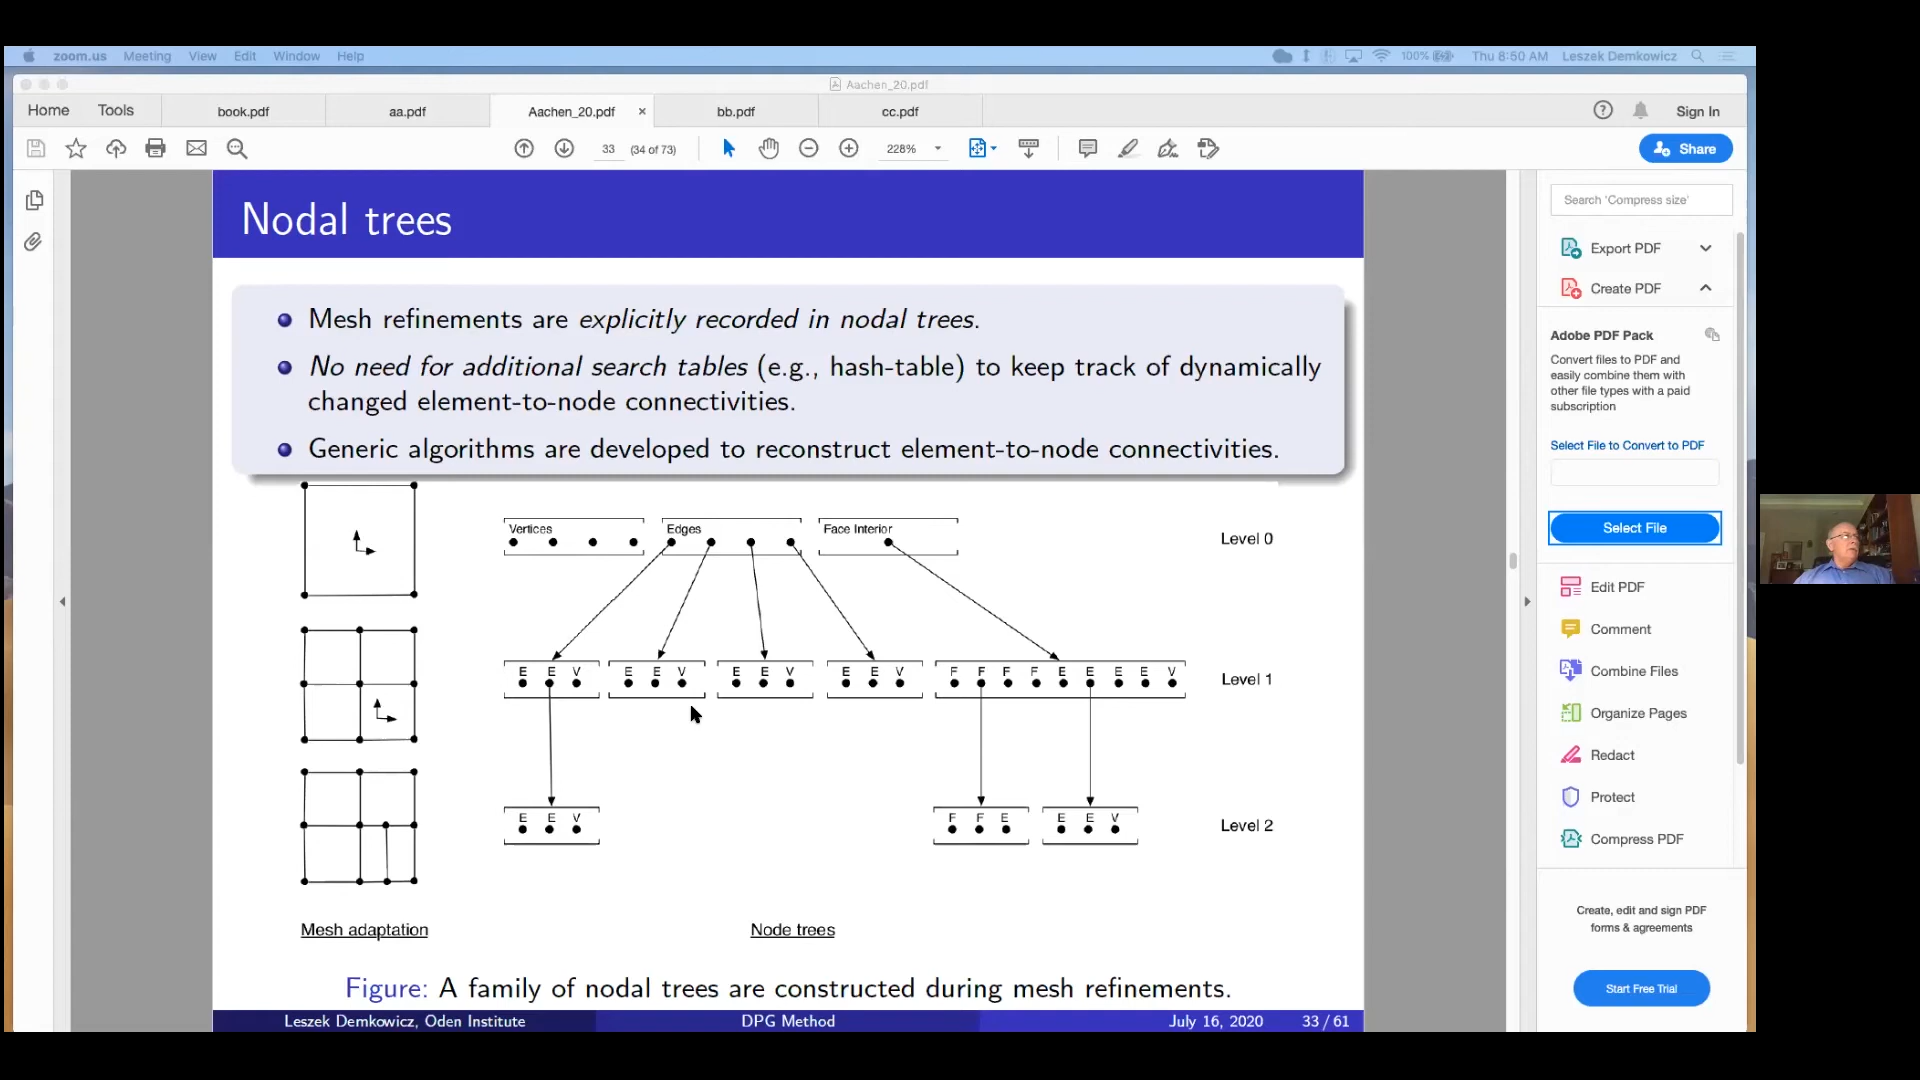 zoom.us Meeting View Edit Window Help 100% Thu 8:50 AM Leszek Demkowicz
Aachen_20.pdf
Home Tools book.pdf aa.pdf Aachen_20.pdf × bb.pdf cc.pdf Sign In
33 (34 of 73) 228% Share
Nodal trees
Mesh refinements are explicitly recorded in nodal trees.
No need for additional search tables (e.g., hash-table) to keep track of dynamically
changed element-to-node connectivities.
Generic algorithms are developed to reconstruct element-to-node connectivities.
Vertices Edges Face Interior
Level 0
E E V E E V E E V E E V F F F F E E E E V
Level 1
E E V F F E E E V
Level 2
Mesh adaptation Node trees
Figure: A family of nodal trees are constructed during mesh refinements.
Leszek Demkowicz, Oden Institute DPG Method July 16, 2020 33 / 61
Search 'Compress size'
Export PDF
Create PDF
Adobe PDF Pack
Convert files to PDF and
easily combine them with
other file types with a paid
subscription
Select File to Convert to PDF
Select File
Edit PDF
Comment
Combine Files
Organize Pages
Redact
Protect
Compress PDF
Create, edit and sign PDF
forms & agreements
Start Free Trial